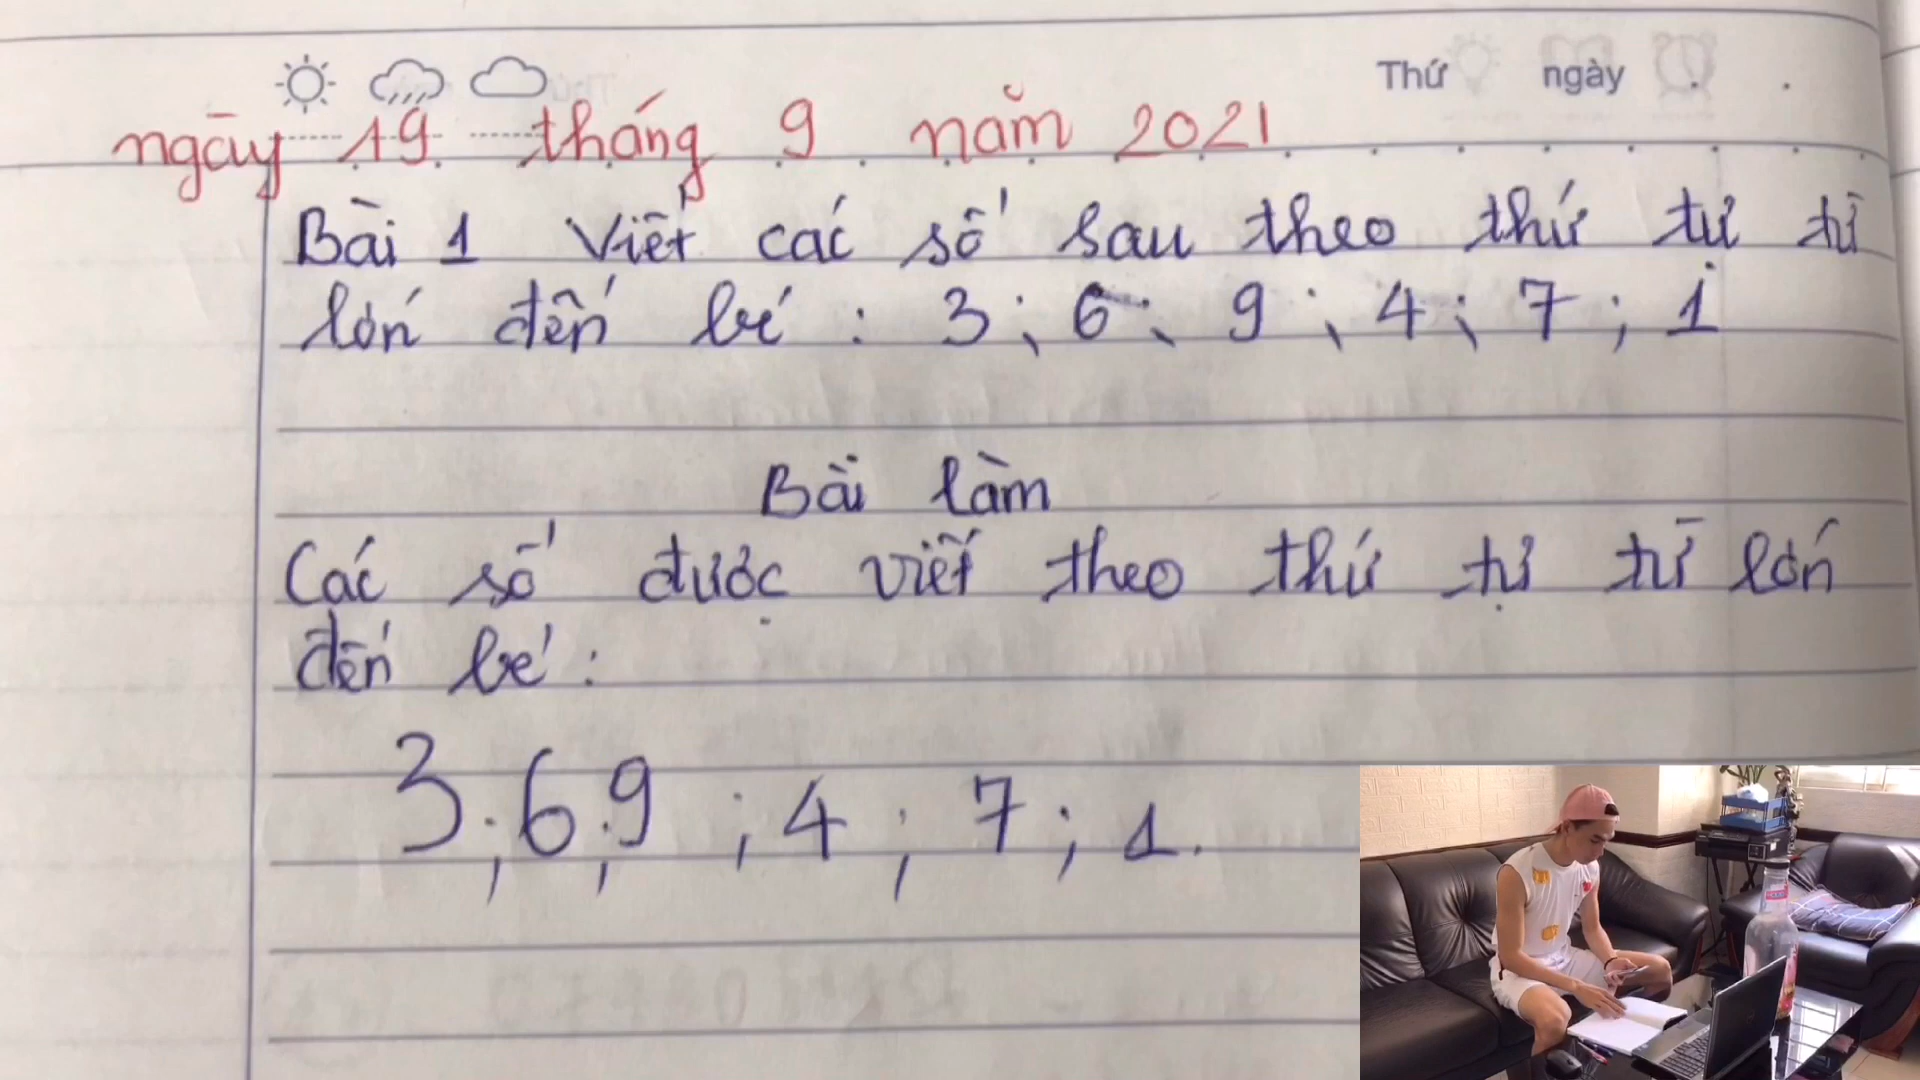 Thứ ngày
ngày 19 tháng 9 năm 2021
Bài 1 Viết các số sau theo thứ tự từ
lớn đến bé : 3 ; 6 ; 9 ; 4 ; 7 ; 1
Bài làm
Các số được viết theo thứ tự từ lớn
đến bé :
3 ; 6 ; 9 ; 4 ; 7 ; 1.